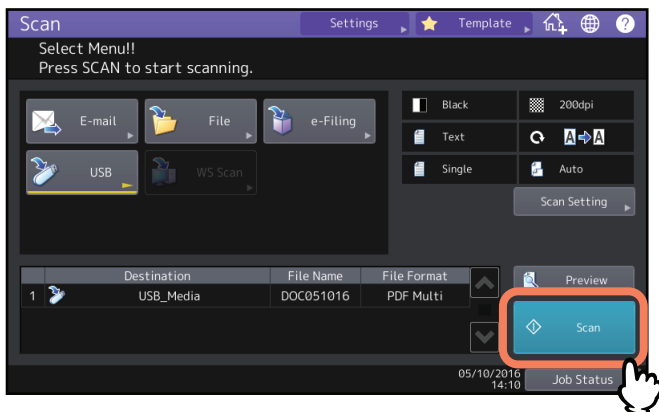 Scan
Settings
Template
?
Select Menu!!
Press SCAN to start scanning.
E-mail
File
e-Filing
USB
WS Scan
Black
200dpi
Text
A A
Single
Auto
Scan Setting
Destination File Name File Format
1 USB_Media DOC051016 PDF Multi
Preview
Scan
05/10/2016
14:10
Job Status